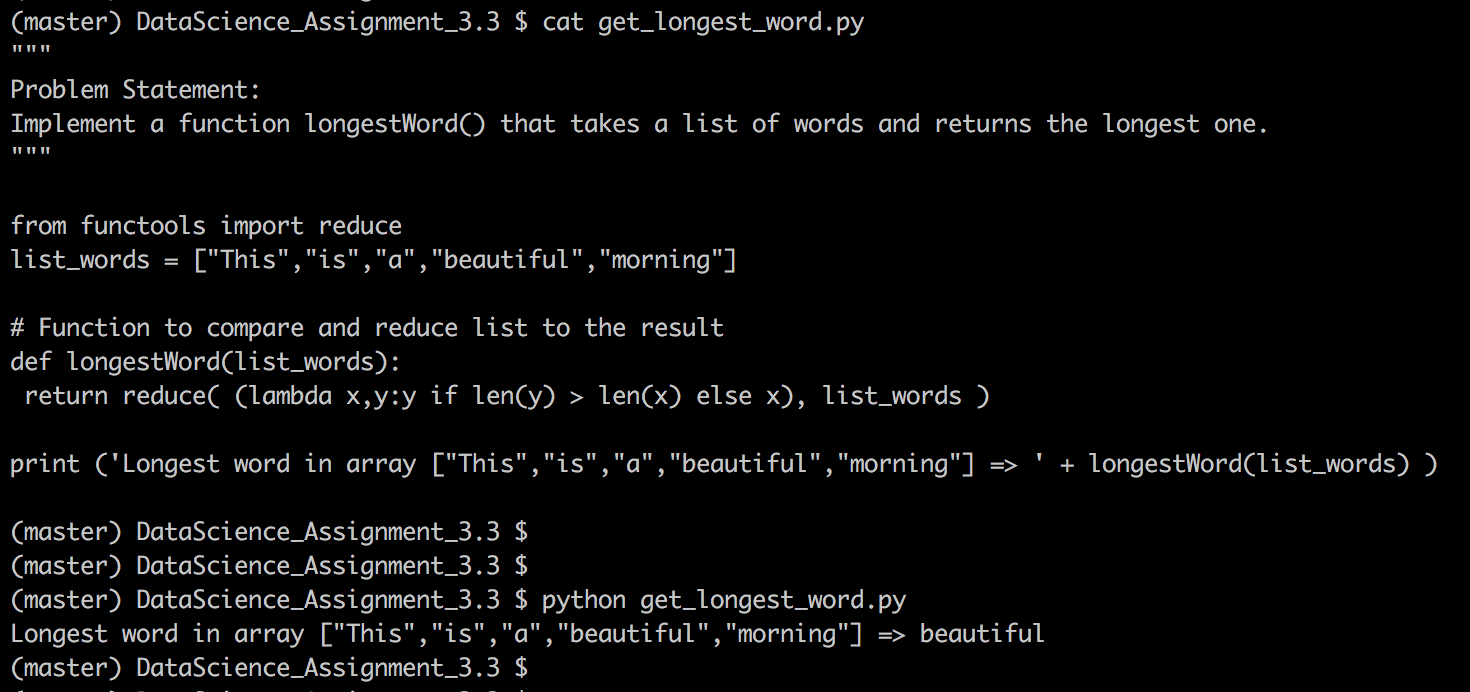 (master) DataScience_Assignment_3.3 $ cat get_longest_word.py
"""
Problem Statement:
Implement a function longestWord() that takes a list of words and returns the longest one.
"""
from functools import reduce
list_words = ["This","is","a","beautiful","morning"]
# Function to compare and reduce list to the result
def longestWord(list_words):
 return reduce( (lambda x,y:y if len(y) > len(x) else x), list_words )
print ('Longest word in array ["This","is","a","beautiful","morning"] => ' + longestWord(list_words) )
(master) DataScience_Assignment_3.3 $
(master) DataScience_Assignment_3.3 $
(master) DataScience_Assignment_3.3 $ python get_longest_word.py
Longest word in array ["This","is","a","beautiful","morning"] => beautiful
(master) DataScience_Assignment_3.3 $